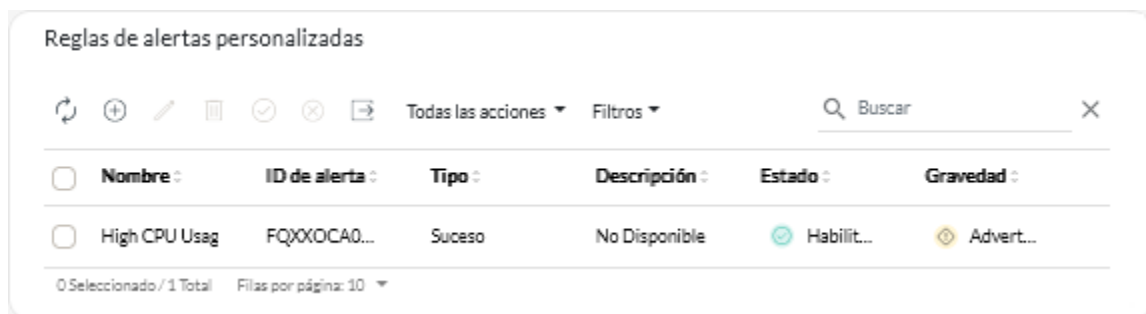 Reglas de alertas personalizadas
Todas las acciones Filtros Buscar
Nombre ID de alerta Tipo Descripción Estado Gravedad
High CPU Usag FQXXOCA0... Suceso No Disponible Habilit... Advert...
0 Seleccionado / 1 Total Filas por página: 10